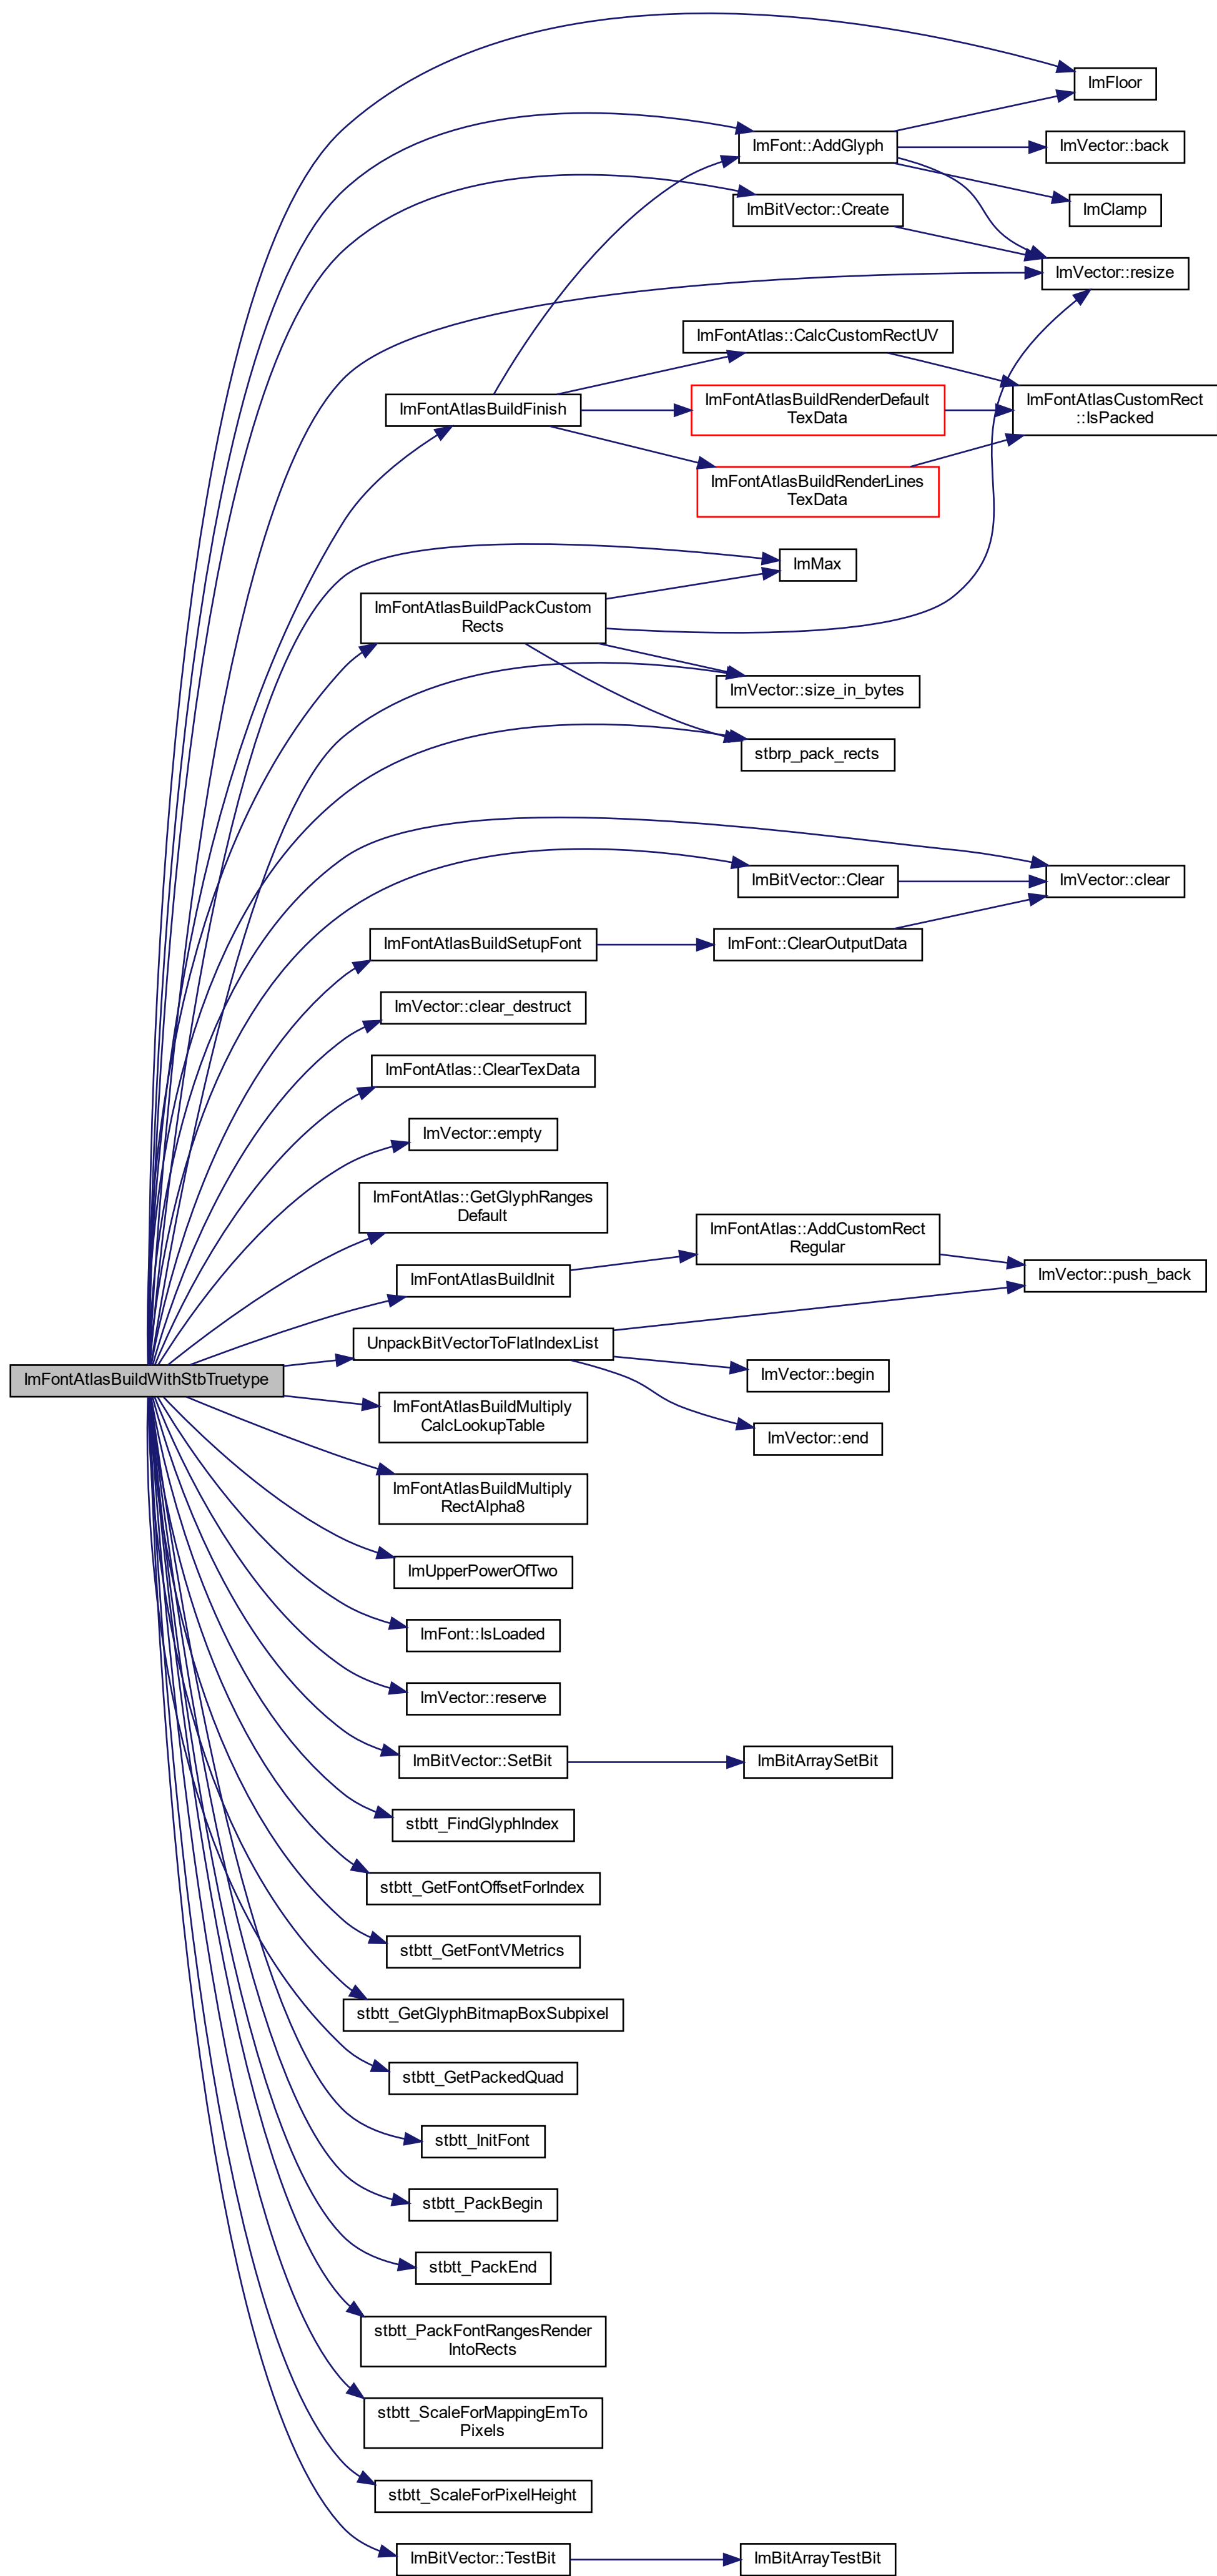 ImFloor
ImFont::AddGlyph
ImVector::back
ImBitVector::Create
ImClamp
ImVector::resize
ImFontAtlas::CalcCustomRectUV
ImFontAtlasBuildFinish
ImFontAtlasBuildRenderDefault
TexData
ImFontAtlasCustomRect
::IsPacked
ImFontAtlasBuildRenderLines
TexData
ImMax
ImFontAtlasBuildPackCustom
Rects
ImVector::size_in_bytes
stbrp_pack_rects
ImBitVector::Clear
ImVector::clear
ImFontAtlasBuildSetupFont
ImFont::ClearOutputData
ImVector::clear_destruct
ImFontAtlas::ClearTexData
ImVector::empty
ImFontAtlas::GetGlyphRanges
Default
ImFontAtlas::AddCustomRect
Regular
ImFontAtlasBuildInit
ImVector::push_back
UnpackBitVectorToFlatIndexList
ImVector::begin
ImFontAtlasBuildWithStbTruetype
ImFontAtlasBuildMultiply
CalcLookupTable
ImVector::end
ImFontAtlasBuildMultiply
RectAlpha8
ImUpperPowerOfTwo
ImFont::IsLoaded
ImVector::reserve
ImBitVector::SetBit
ImBitArraySetBit
stbtt_FindGlyphIndex
stbtt_GetFontOffsetForIndex
stbtt_GetFontVMetrics
stbtt_GetGlyphBitmapBoxSubpixel
stbtt_GetPackedQuad
stbtt_InitFont
stbtt_PackBegin
stbtt_PackEnd
stbtt_PackFontRangesRender
IntoRects
stbtt_ScaleForMappingEmTo
Pixels
stbtt_ScaleForPixelHeight
ImBitVector::TestBit
ImBitArrayTestBit